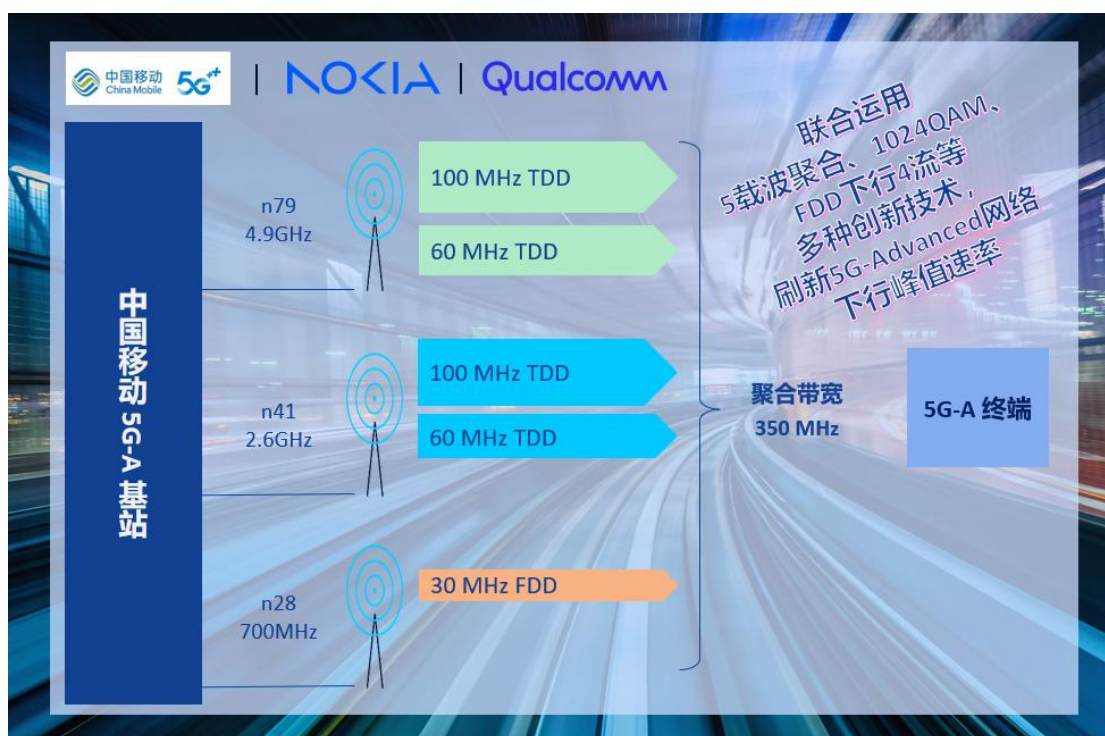 中国移动 5G++
China Mobile
NOKIA
Qualcomm
联合运用
5载波聚合、1024QAM、
FDD下行4流等
多种创新技术，
刷新5G-Advanced网络
下行峰值速率
中国移动 5G-A 基站
n79
4.9GHz
100 MHz TDD
60 MHz TDD
n41
2.6GHz
100 MHz TDD
60 MHz TDD
n28
700MHz
30 MHz FDD
聚合带宽
350 MHz
5G-A 终端